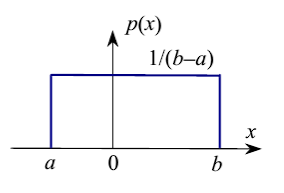 p(x)
1/(b–a)
x
a 0 b